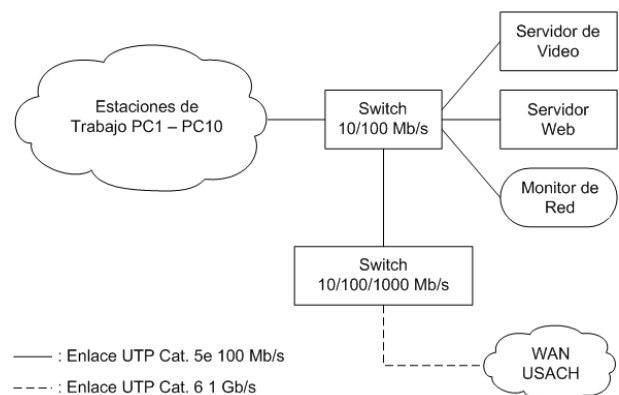 Servidor de
Video
Estaciones de
Trabajo PC1 – PC10
Switch
10/100 Mb/s
Servidor
Web
Monitor de
Red
Switch
10/100/1000 Mb/s
: Enlace UTP Cat. 5e 100 Mb/s
: Enlace UTP Cat. 6 1 Gb/s
WAN
USACH